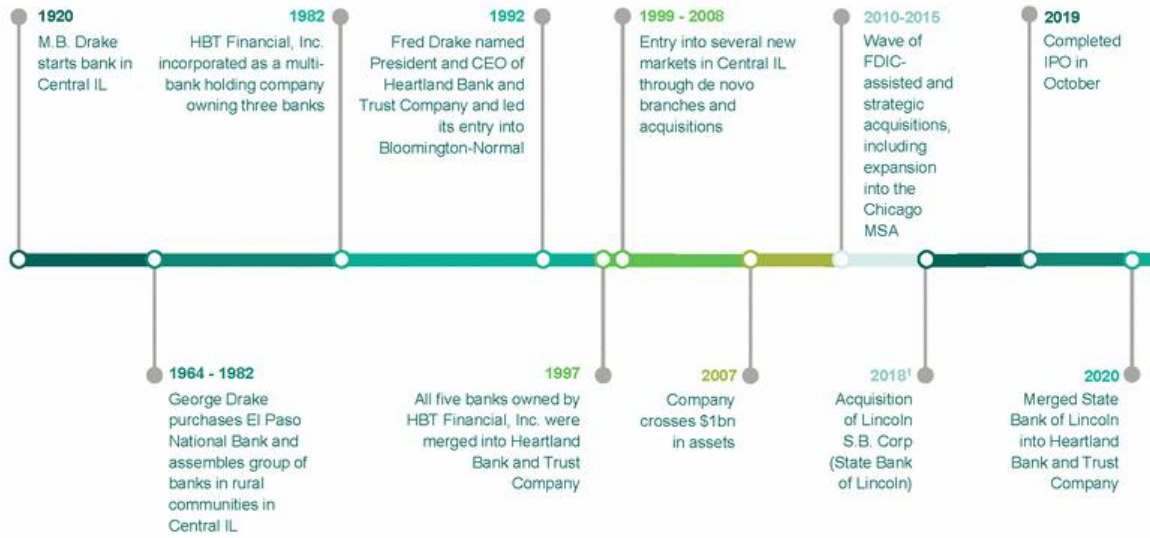 1920
M.B. Drake
starts bank in
Central IL
1982
HBT Financial, Inc.
incorporated as a multi-
bank holding company
owning three banks
1992
Fred Drake named
President and CEO of
Heartland Bank and
Trust Company and led
its entry into
Bloomington-Normal
1999 - 2008
Entry into several new
markets in Central IL
through de novo
branches and
acquisitions
2010-2015
Wave of
FDIC-
assisted and
strategic
acquisitions,
including
expansion
into the
Chicago
MSA
2019
Completed
IPO in
October
1964 - 1982
George Drake
purchases El Paso
National Bank and
assembles group of
banks in rural
communities in
Central IL
1997
All five banks owned by
HBT Financial, Inc. were
merged into Heartland
Bank and Trust
Company
2007
Company
crosses $1bn
in assets
2018¹
Acquisition
of Lincoln
S.B. Corp
(State Bank
of Lincoln)
2020
Merged State
Bank of Lincoln
into Heartland
Bank and Trust
Company